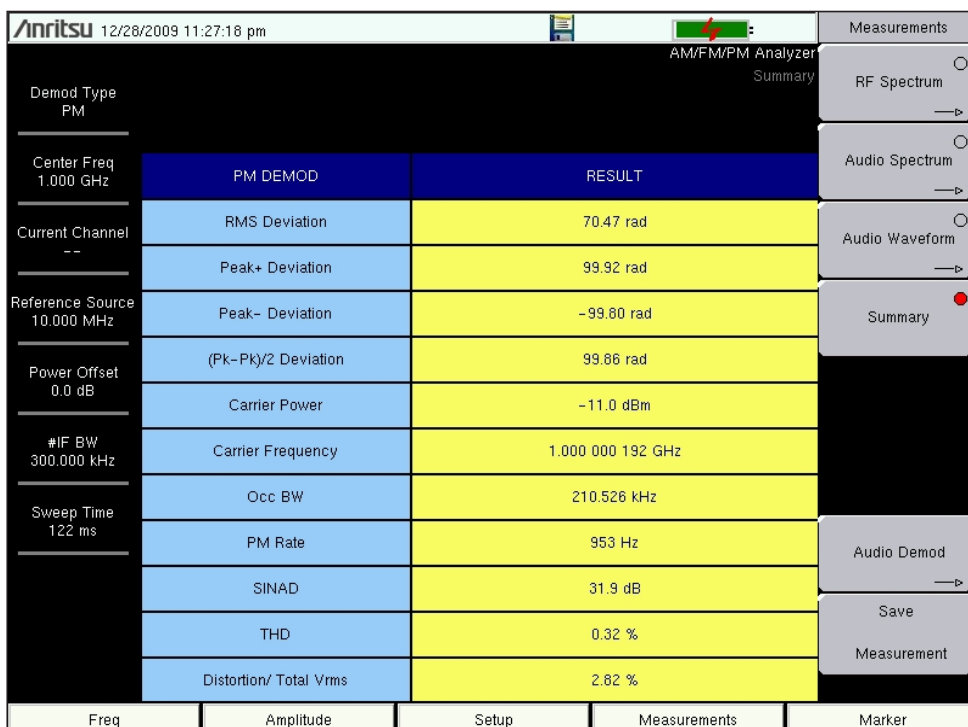 Anritsu 12/28/2009 11:27:18 pm
AM/FM/PM Analyzer
Summary
Demod Type
PM
Center Freq
1.000 GHz
Current Channel
--
Reference Source
10.000 MHz
Power Offset
0.0 dB
#IF BW
300.000 kHz
Sweep Time
122 ms
PM DEMOD RESULT
RMS Deviation 70.47 rad
Peak+ Deviation 99.92 rad
Peak- Deviation -99.80 rad
(Pk-Pk)/2 Deviation 99.86 rad
Carrier Power -11.0 dBm
Carrier Frequency 1.000 000 192 GHz
Occ BW 210.526 kHz
PM Rate 953 Hz
SINAD 31.9 dB
THD 0.32 %
Distortion/ Total Vrms 2.82 %
Measurements
RF Spectrum
Audio Spectrum
Audio Waveform
Summary
Audio Demod
Save
Measurement
Freq Amplitude Setup Measurements Marker